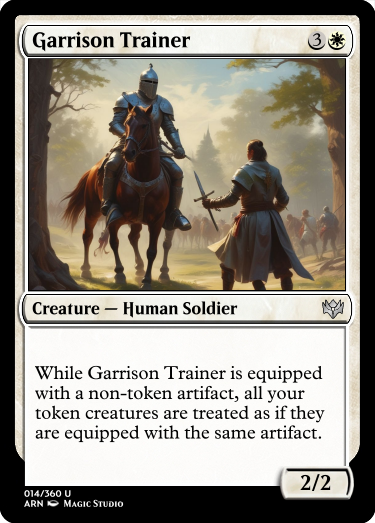 Garrison Trainer 3
Creature — Human Soldier
While Garrison Trainer is equipped
with a non-token artifact, all your
token creatures are treated as if they
are equipped with the same artifact.
2/2
014/360 U
ARN Magic Studio